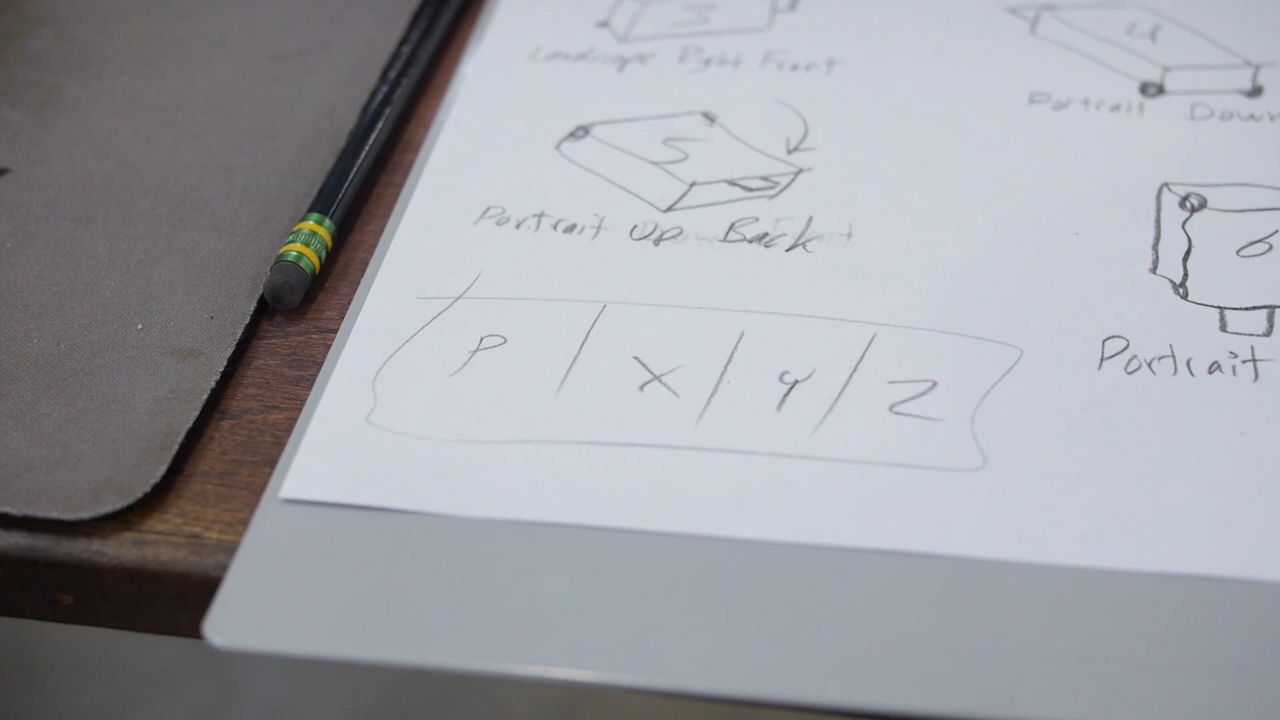 3
Landscape Right Front
4
Portrait Down
5
Portrait Up Back
6
Portrait
P X Y Z